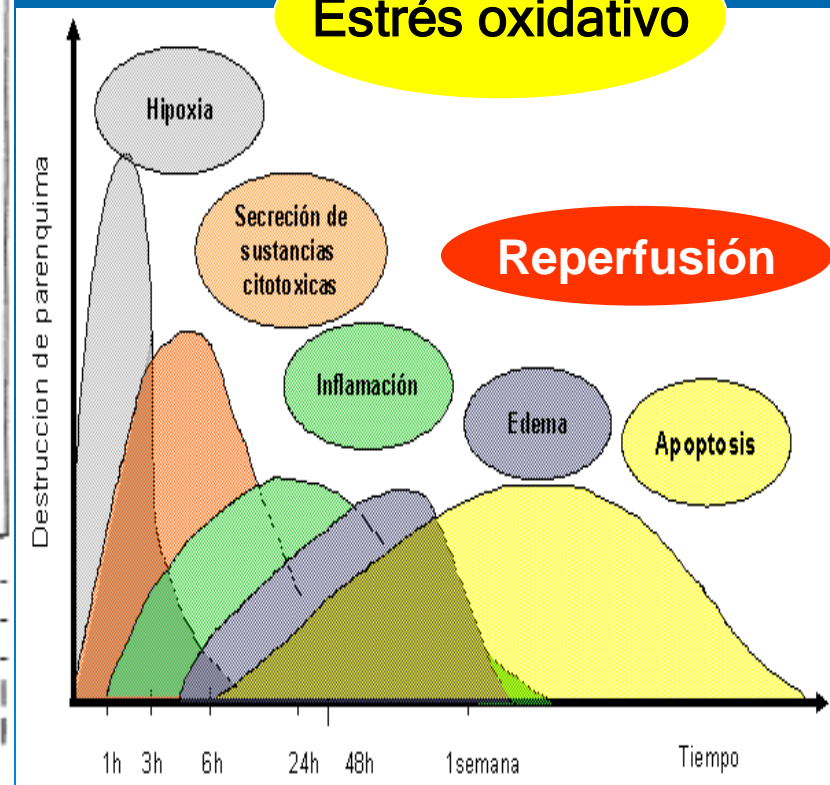 Estrés oxidativo
Hipoxia
Secreción de
sustancias
citotoxicas
Reperfusión
Inflamación
Edema
Apoptosis
Destruccion de parenquima
1h 3h 6h 24h 48h 1semana Tiempo